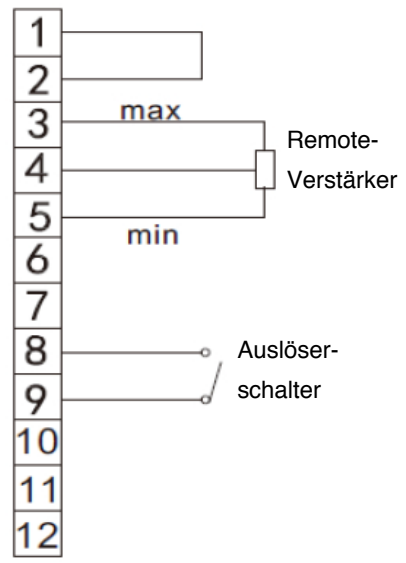 1
2
3
max
4
5
min
Remote-
Verstärker
6
7
8
9
Auslöser-
schalter
10
11
12